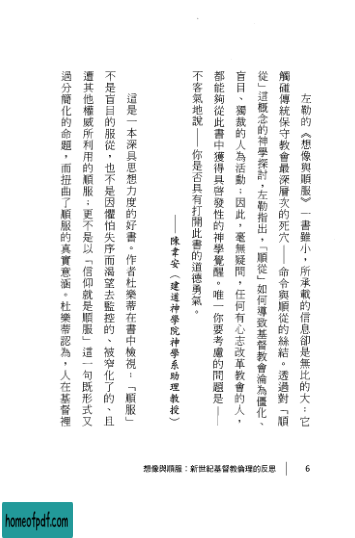 左勒的《想像與順服》一書雖小，所承載的信息卻是無比的大：它
觸碰傳統保守教會最深層次的死穴——命令與順從的絲結。透過對「順
從」這概念的神學探討，左勒指出，「順從」如何導致基督教會淪為僵化、
盲目、獨裁的人為活動；因此，毫無疑問，任何有心志改革教會的人，
都能夠從此書中獲得具啓發性的神學覺醒。唯一你要考慮的問題是——
不客氣地說——你是否具有打開此書的道德勇氣。
——陳韋安（建道神學院神學系助理教授）
這是一本深具思想力度的好書。作者杜樂蒂在書中檢視：「順服」
不是盲目的服從，也不是因懼怕失序而渴望去監控的、被窄化了的、且
遭其他權威所利用的順服；更不是以「信仰就是順服」這一句既形式又
過分簡化的命題，而扭曲了順服的真實意涵。杜樂蒂認為，人在基督裡
想像與順服：新世紀基督教倫理的反思 6
homeofpdf.com